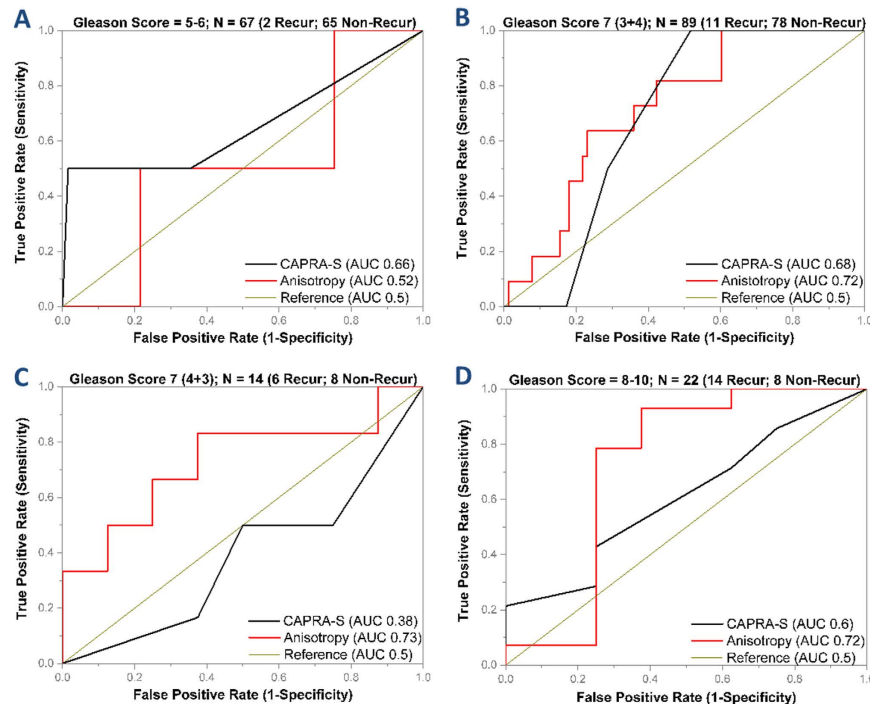 A
Gleason Score = 5-6; N = 67 (2 Recur; 65 Non-Recur)
1.0
0.8
0.6
0.4
0.2
0.0
True Positive Rate (Sensitivity)
CAPRA-S (AUC 0.66)
Anisotropy (AUC 0.52)
Reference (AUC 0.5)
0.0 0.2 0.4 0.6 0.8 1.0
False Positive Rate (1-Specificity)
B
Gleason Score 7 (3+4); N = 89 (11 Recur; 78 Non-Recur)
1.0
0.8
0.6
0.4
0.2
0.0
True Positive Rate (Sensitivity)
CAPRA-S (AUC 0.68)
Anisotropy (AUC 0.72)
Reference (AUC 0.5)
0.0 0.2 0.4 0.6 0.8 1.0
False Positive Rate (1-Specificity)
C
Gleason Score 7 (4+3); N = 14 (6 Recur; 8 Non-Recur)
1.0
0.8
0.6
0.4
0.2
0.0
True Positive Rate (Sensitivity)
CAPRA-S (AUC 0.38)
Anisotropy (AUC 0.73)
Reference (AUC 0.5)
0.0 0.2 0.4 0.6 0.8 1.0
False Positive Rate (1-Specificity)
D
Gleason Score = 8-10; N = 22 (14 Recur; 8 Non-Recur)
1.0
0.8
0.6
0.4
0.2
0.0
True Positive Rate (Sensitivity)
CAPRA-S (AUC 0.6)
Anisotropy (AUC 0.72)
Reference (AUC 0.5)
0.0 0.2 0.4 0.6 0.8 1.0
False Positive Rate (1-Specificity)